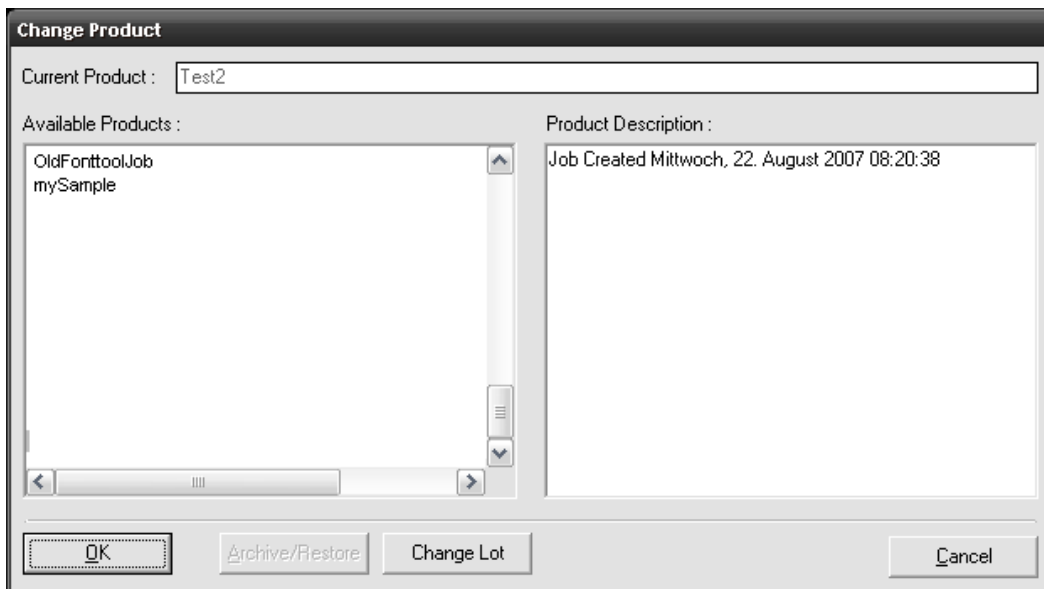 Change Product
Current Product : Test2
Available Products :
OldFonttoolJob
mySample
Product Description :
Job Created Mittwoch, 22. August 2007 08:20:38
OK
Archive/Restore
Change Lot
Cancel